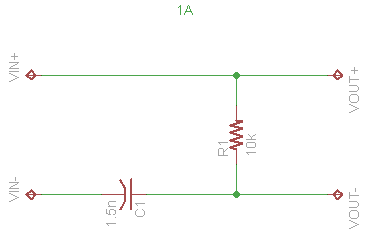 1A
VIN+
VOUT+
R1
10k
VIN-
1.5n
C1
VOUT-